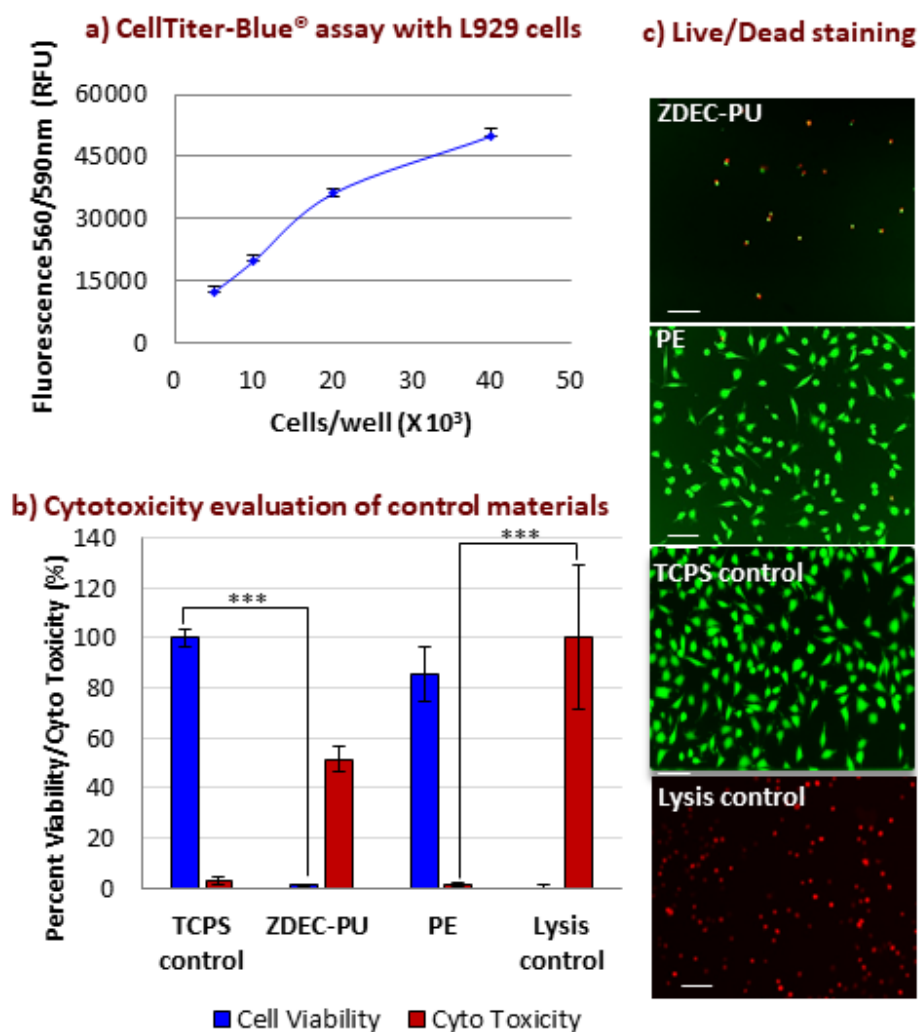 a) CellTiter-Blue® assay with L929 cells
Fluorescence 560/590nm (RFU)
60000
45000
30000
15000
0
0 10 20 30 40 50
Cells/well (X 10³)
b) Cytotoxicity evaluation of control materials
Percent Viability/Cyto Toxicity (%)
140
120
100
80
60
40
20
0
***
***
TCPS control
ZDEC-PU
PE
Lysis control
Cell Viability
Cyto Toxicity
c) Live/Dead staining
ZDEC-PU
PE
TCPS control
Lysis control